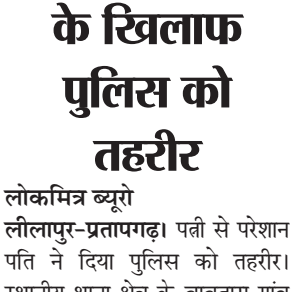 के खिलाफ
पुलिस को
तहरीर
लोकमित्र ब्यूरो
लीलापुर-प्रतापगढ़। पत्नी से परेशान
पति ने दिया पुलिस को तहरीर।
स्थानीय थाना क्षेत्र के